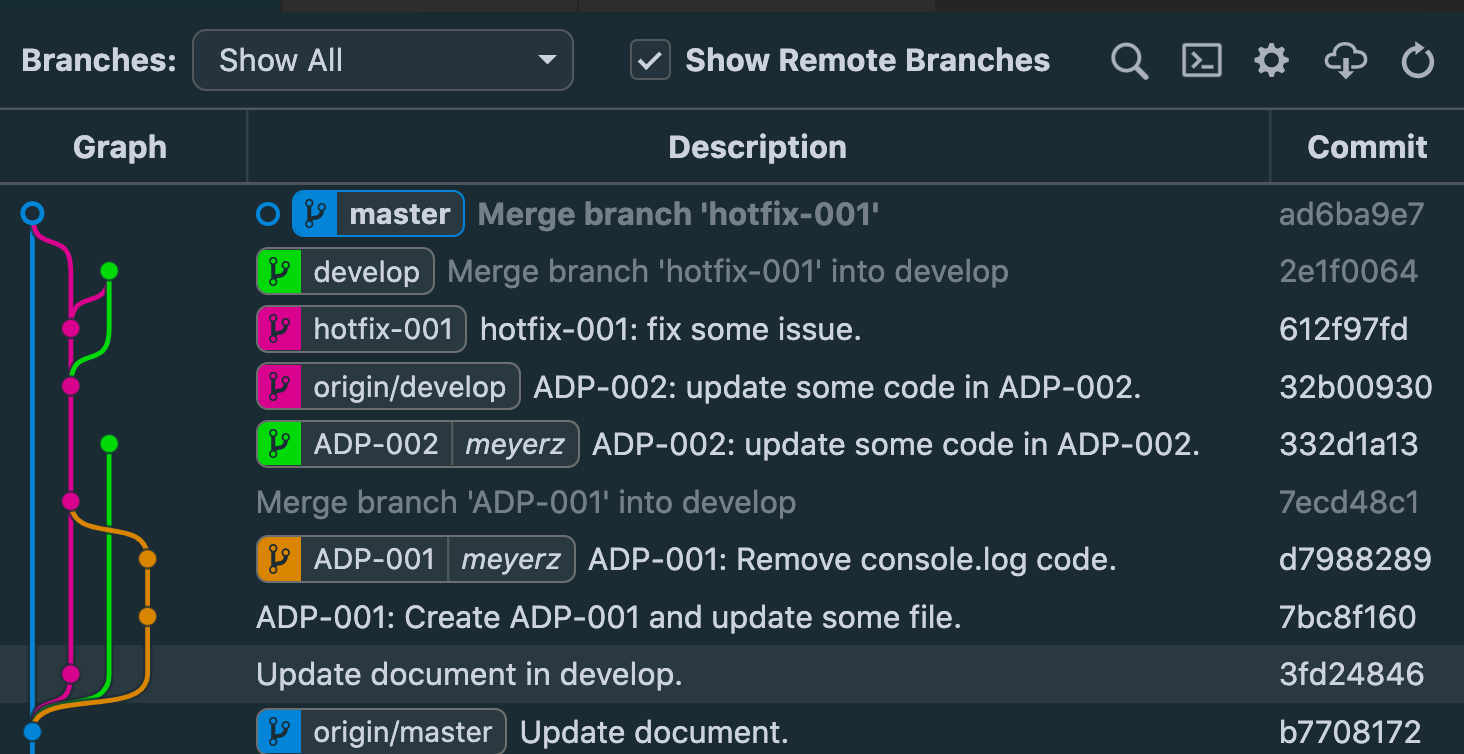 Branches: Show All Show Remote Branches
Graph Description Commit
master Merge branch 'hotfix-001' ad6ba9e7
develop Merge branch 'hotfix-001' into develop 2e1f0064
hotfix-001 hotfix-001: fix some issue. 612f97fd
origin/develop ADP-002: update some code in ADP-002. 32b00930
ADP-002 meyerz ADP-002: update some code in ADP-002. 332d1a13
Merge branch 'ADP-001' into develop 7ecd48c1
ADP-001 meyerz ADP-001: Remove console.log code. d7988289
ADP-001: Create ADP-001 and update some file. 7bc8f160
Update document in develop. 3fd24846
origin/master Update document. b7708172